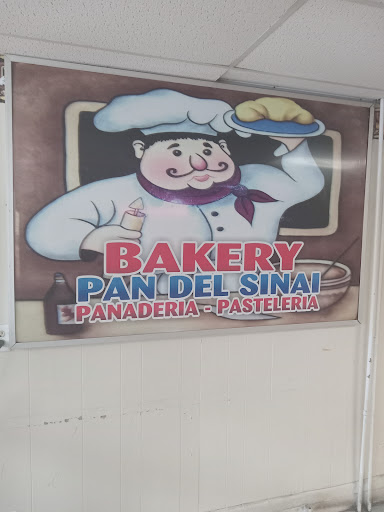 BAKERY
PAN DEL SINAI
PANADERIA - PASTELERIA